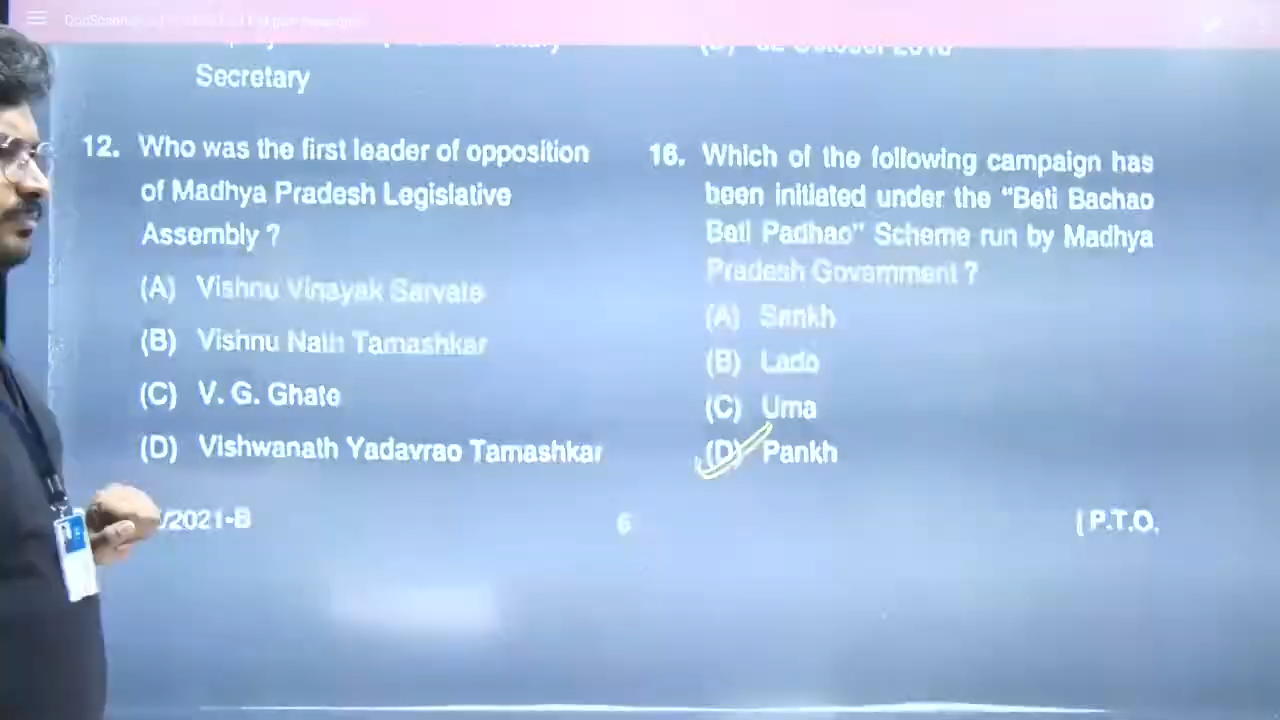 Secretary
12. Who was the first leader of opposition
of Madhya Pradesh Legislative
Assembly ?
(A) Vishnu Vinayak Sarvate
(B) Vishnu Nath Tamashkar
(C) V. G. Ghate
(D) Vishwanath Yadavrao Tamashkar
/2021-B
6
16. Which of the following campaign has
been initiated under the “Beti Bachao
Beti Padhao” Scheme run by Madhya
Pradesh Government ?
(A) Sankh
(B) Lado
(C) Uma
(D) Pankh
[ P.T.O.